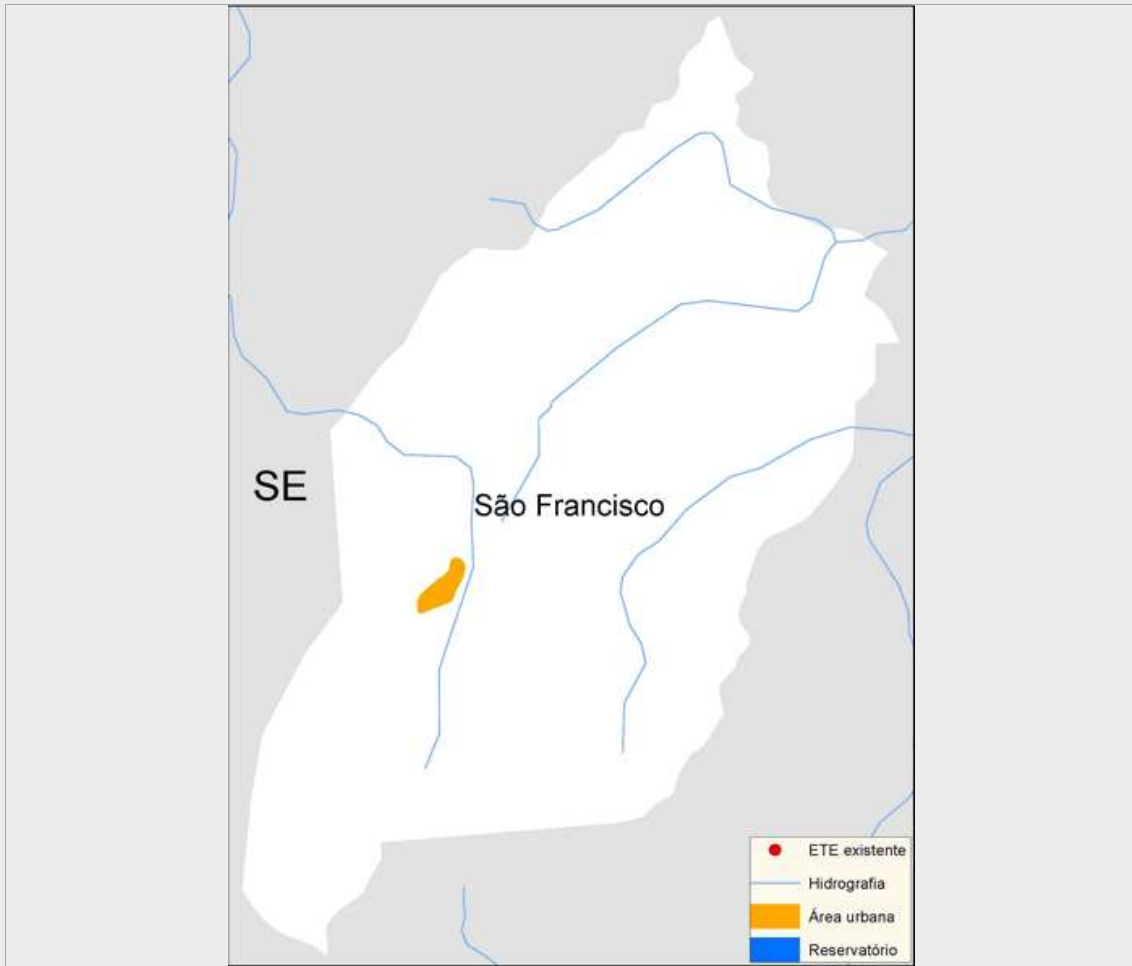 SE
São Francisco
ETE existente
Hidrografia
Área urbana
Reservatório